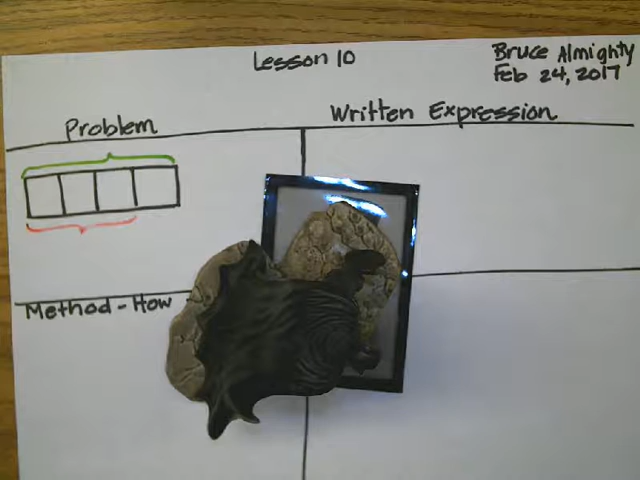 Lesson 10
Bruce Almighty
Feb 24, 2017
Problem
Written Expression
Method - How